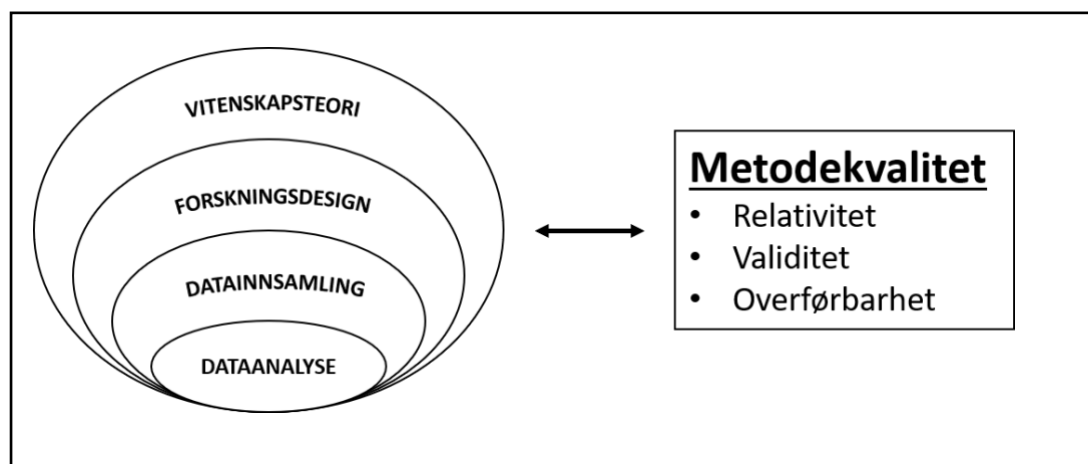 VITENSKAPSTEORI
FORSKNINGSDESIGN
DATAINNSAMLING
DATAANALYSE
Metodekvalitet
• Relativitet
• Validitet
• Overførbarhet